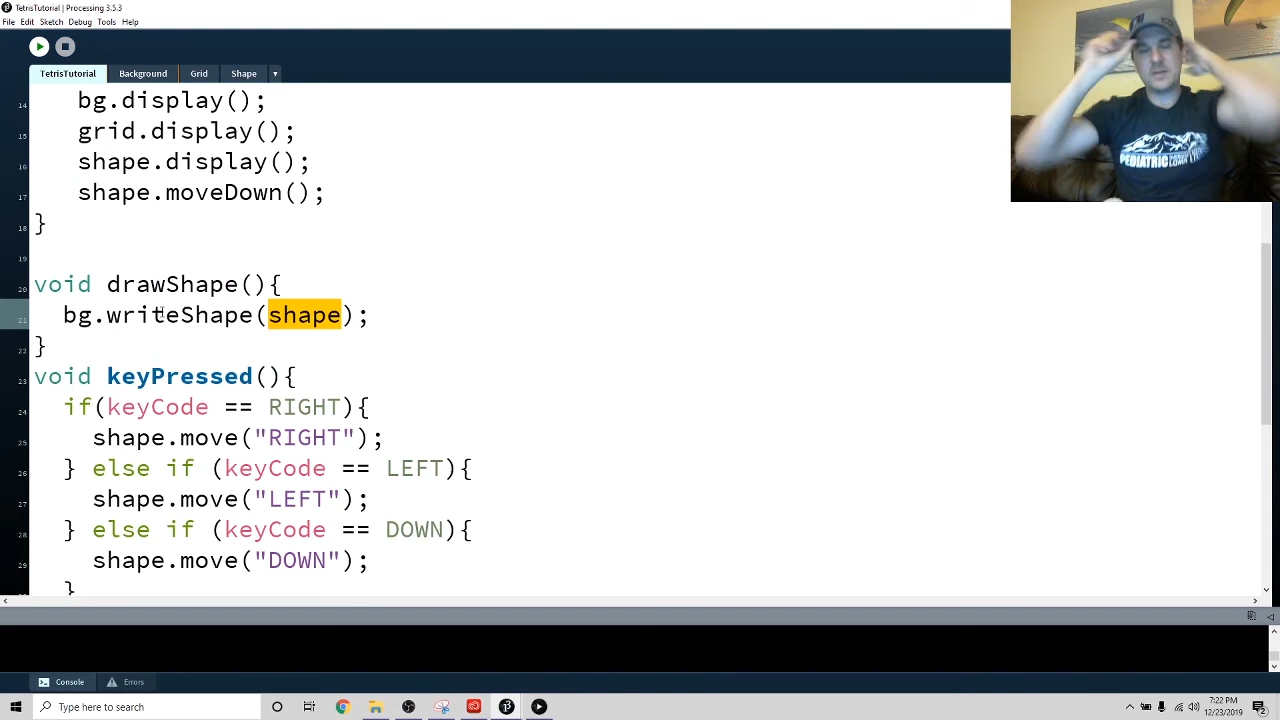 TetrisTutorial | Processing 3.5.3
File Edit Sketch Debug Tools Help
TetrisTutorial Background Grid Shape
14 bg.display();
15 grid.display();
16 shape.display();
17 shape.moveDown();
18 }
19
20 void drawShape(){
21 bg.writeShape(shape);
22 }
23 void keyPressed(){
24 if(keyCode == RIGHT){
25 shape.move("RIGHT");
26 } else if (keyCode == LEFT){
27 shape.move("LEFT");
28 } else if (keyCode == DOWN){
29 shape.move("DOWN");
}
PEDIATRIC
Console Errors
Type here to search
7:22 PM
12/23/2019
2